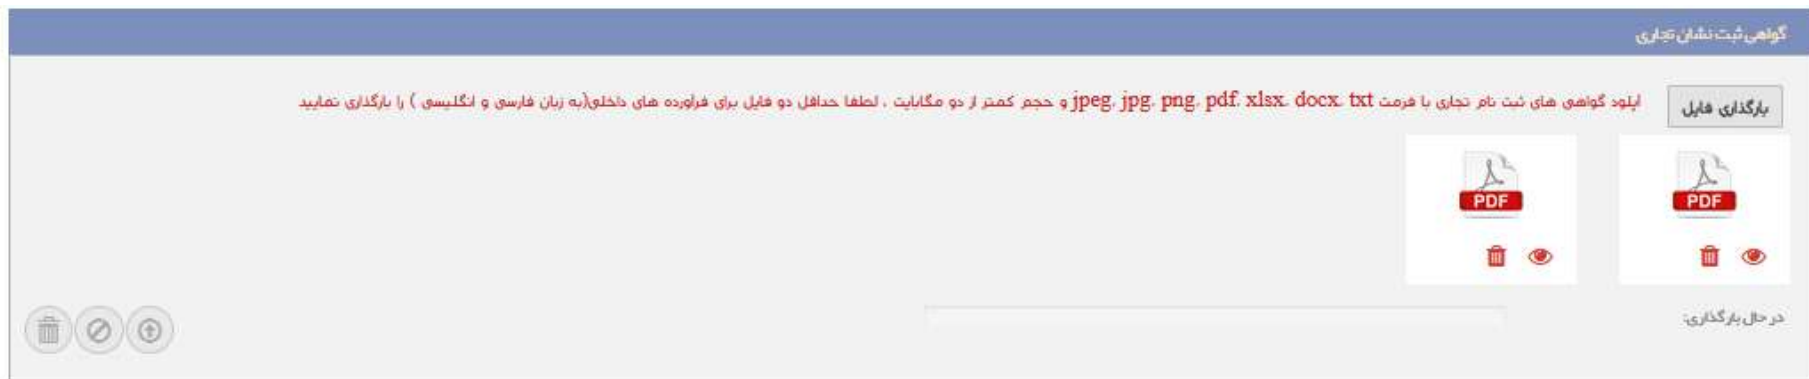 گواهی ثبت نشان تجاری
بارگذاری فایل
اپلود گواهی های ثبت نام تجاری با فرمت jpeg, jpg, png, pdf, xlsx, docx, txt و حجم کمتر از دو مگابایت ، لطفا حداقل دو فایل برای فرآورده های داخلی(به زبان فارسی و انگلیسی ) را بارگذاری نمایید
PDF
PDF
در حال بارگذاری: